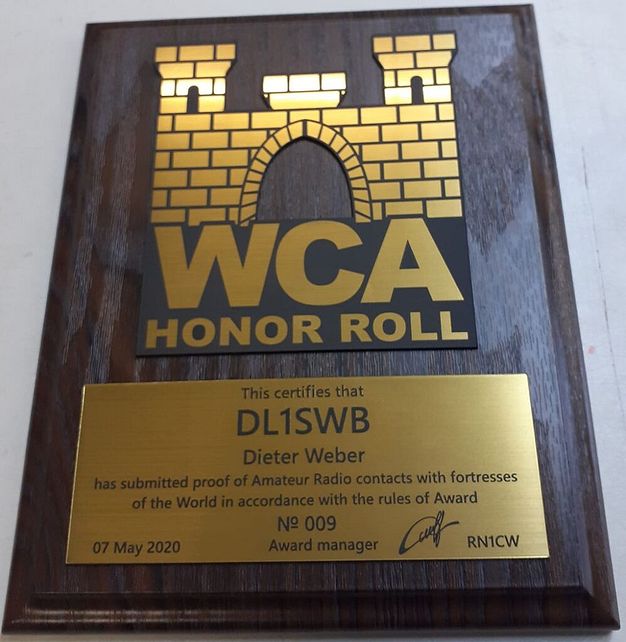 WCA
HONOR ROLL
This certifies that
DL1SWB
Dieter Weber
has submitted proof of Amateur Radio contacts with fortresses
of the World in accordance with the rules of Award
№ 009
07 May 2020 Award manager RN1CW